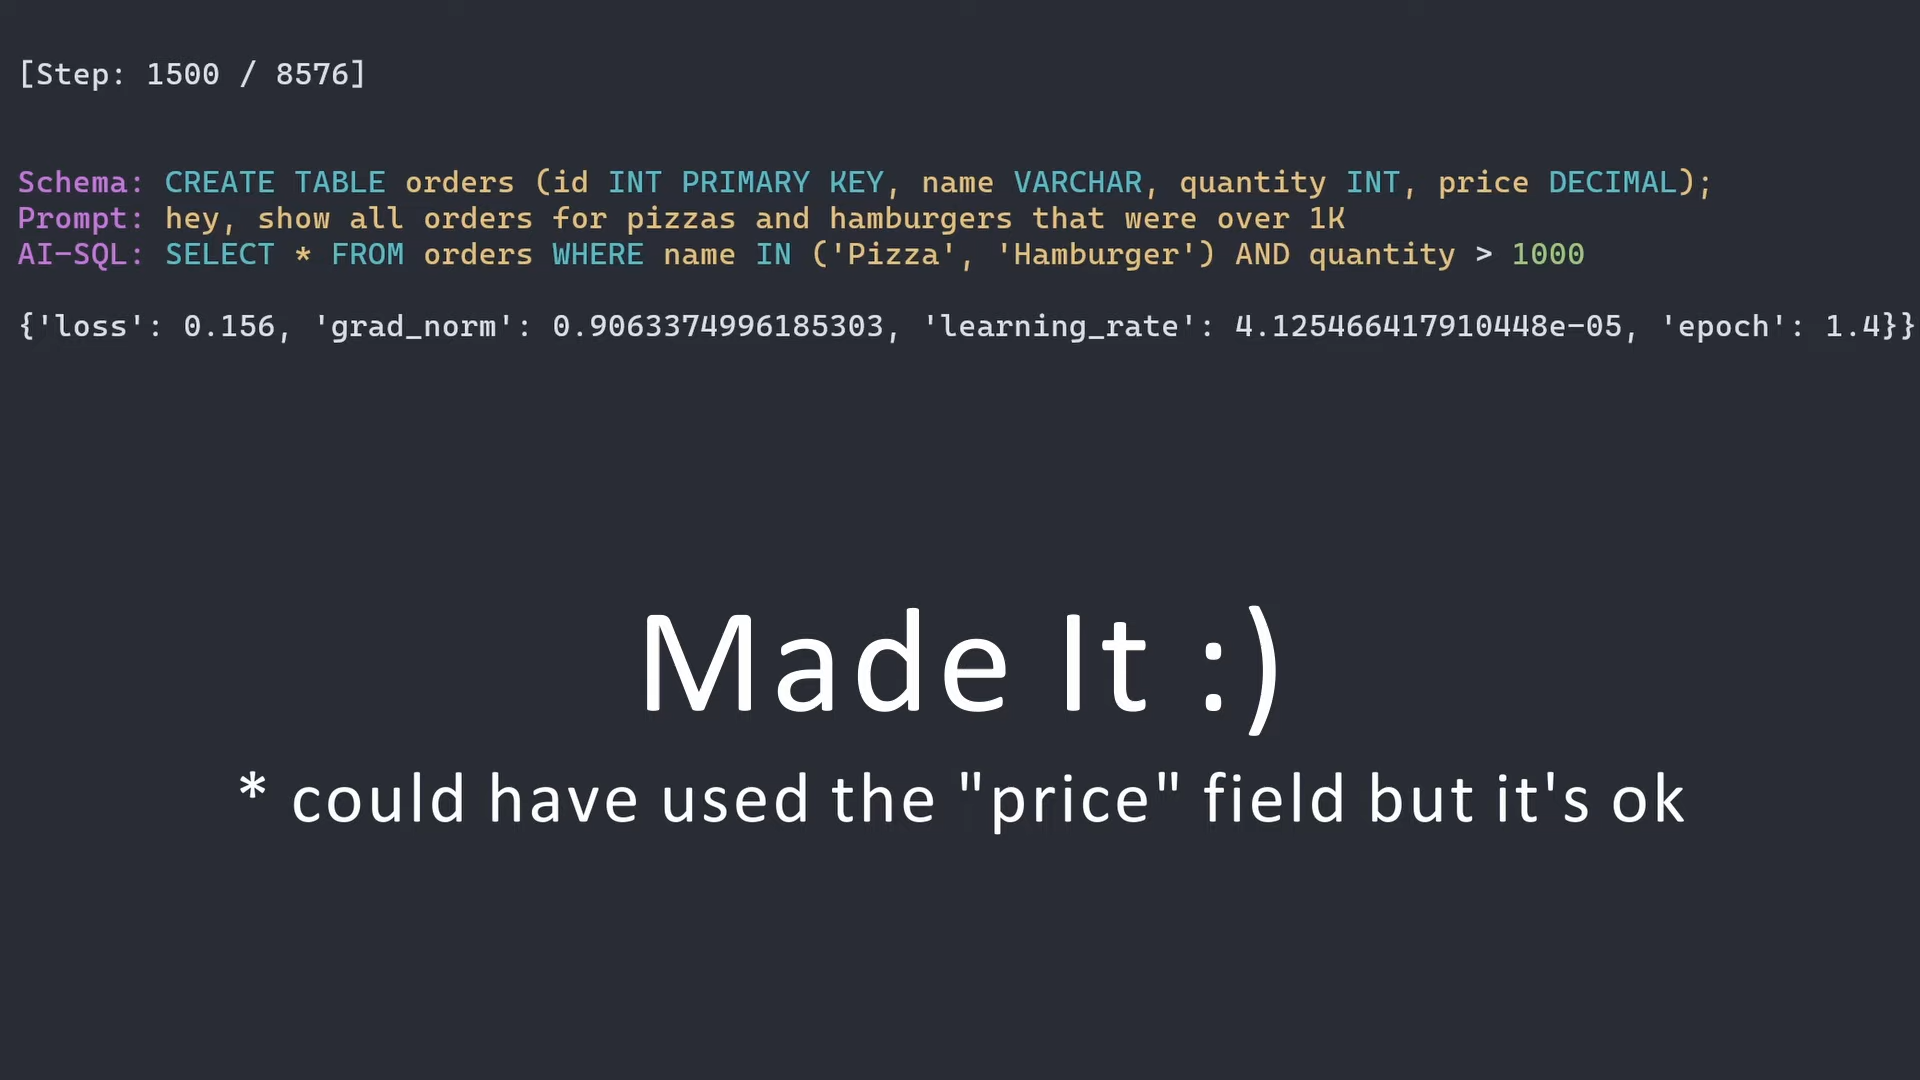 [Step: 1500 / 8576]
Schema: CREATE TABLE orders (id INT PRIMARY KEY, name VARCHAR, quantity INT, price DECIMAL);
Prompt: hey, show all orders for pizzas and hamburgers that were over 1K
AI-SQL: SELECT * FROM orders WHERE name IN ('Pizza', 'Hamburger') AND quantity > 1000
{'loss': 0.156, 'grad_norm': 0.9063374996185303, 'learning_rate': 4.125466417910448e-05, 'epoch': 1.4}}
Made It :)
* could have used the "price" field but it's ok